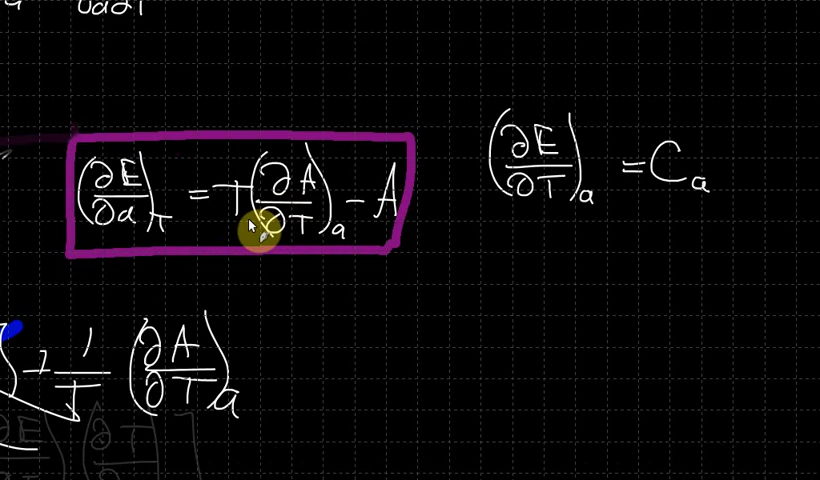 (∂E/∂a)_T = T(∂A/∂T)_a - A
(∂E/∂T)_a = C_a
1/T (∂A/∂T)_a